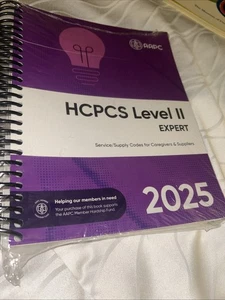 AAPC
HCPCS Level II
EXPERT
Service/Supply Codes for Caregivers & Suppliers
Helping our members in need
Your purchase of this book supports
the AAPC Member Hardship Fund
2025